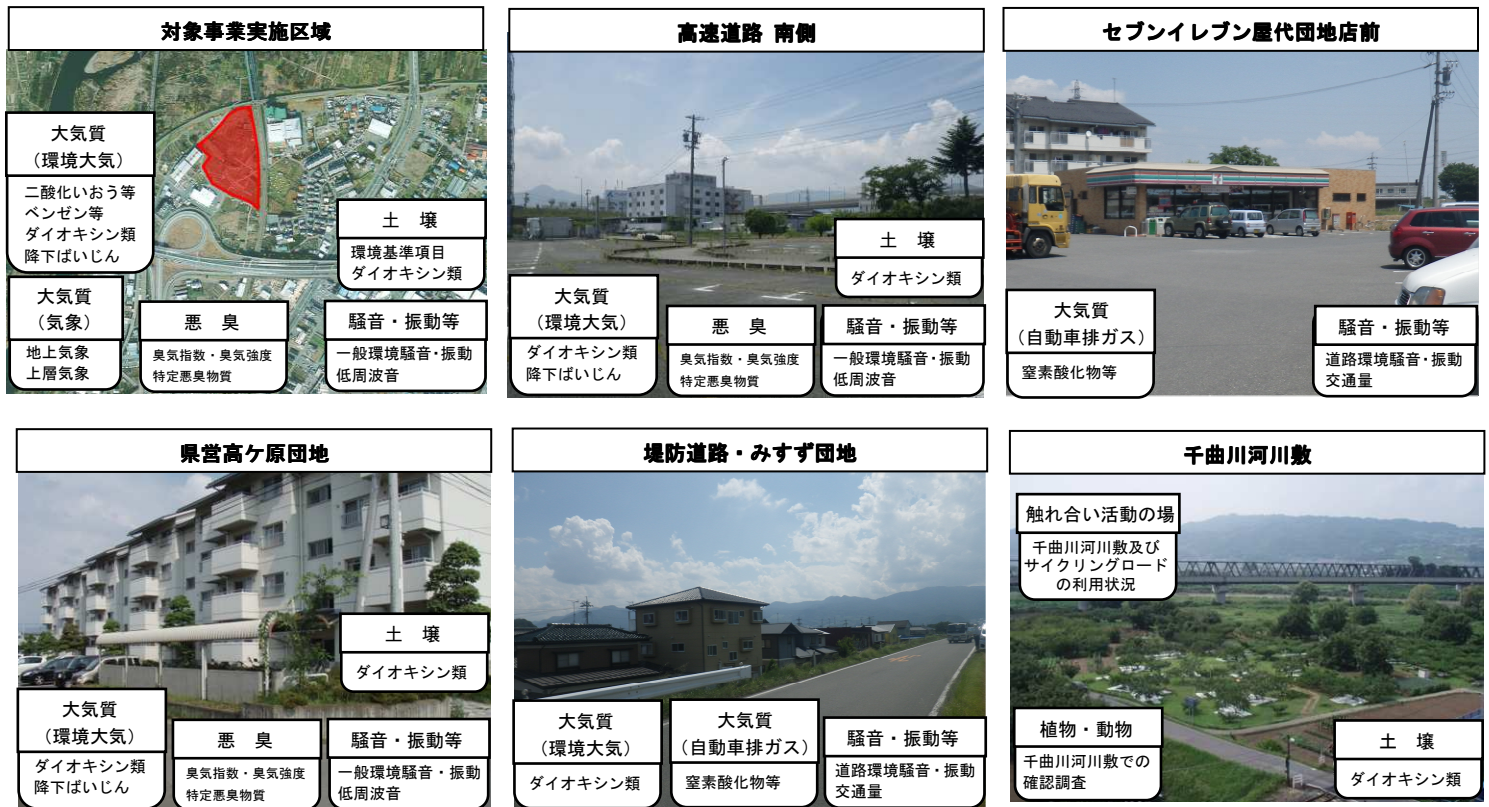 対象事業実施区域
大気質
（環境大気）
二酸化いおう等
ベンゼン等
ダイオキシン類
降下ばいじん
大気質
（気象）
地上気象
上層気象
悪　臭
臭気指数・臭気強度
特定悪臭物質
土　壌
環境基準項目
ダイオキシン類
騒音・振動等
一般環境騒音・振動
低周波音
高速道路 南側
大気質
（環境大気）
ダイオキシン類
降下ばいじん
悪　臭
臭気指数・臭気強度
特定悪臭物質
土　壌
ダイオキシン類
騒音・振動等
一般環境騒音・振動
低周波音
セブンイレブン屋代団地店前
大気質
（自動車排ガス）
窒素酸化物等
騒音・振動等
道路環境騒音・振動
交通量
県営高ケ原団地
土　壌
ダイオキシン類
大気質
（環境大気）
ダイオキシン類
降下ばいじん
悪　臭
臭気指数・臭気強度
特定悪臭物質
騒音・振動等
一般環境騒音・振動
低周波音
堤防道路・みすず団地
大気質
（環境大気）
ダイオキシン類
大気質
（自動車排ガス）
窒素酸化物等
騒音・振動等
道路環境騒音・振動
交通量
千曲川河川敷
触れ合い活動の場
千曲川河川敷及び
サイクリングロード
の利用状況
植物・動物
千曲川河川敷での
確認調査
土　壌
ダイオキシン類